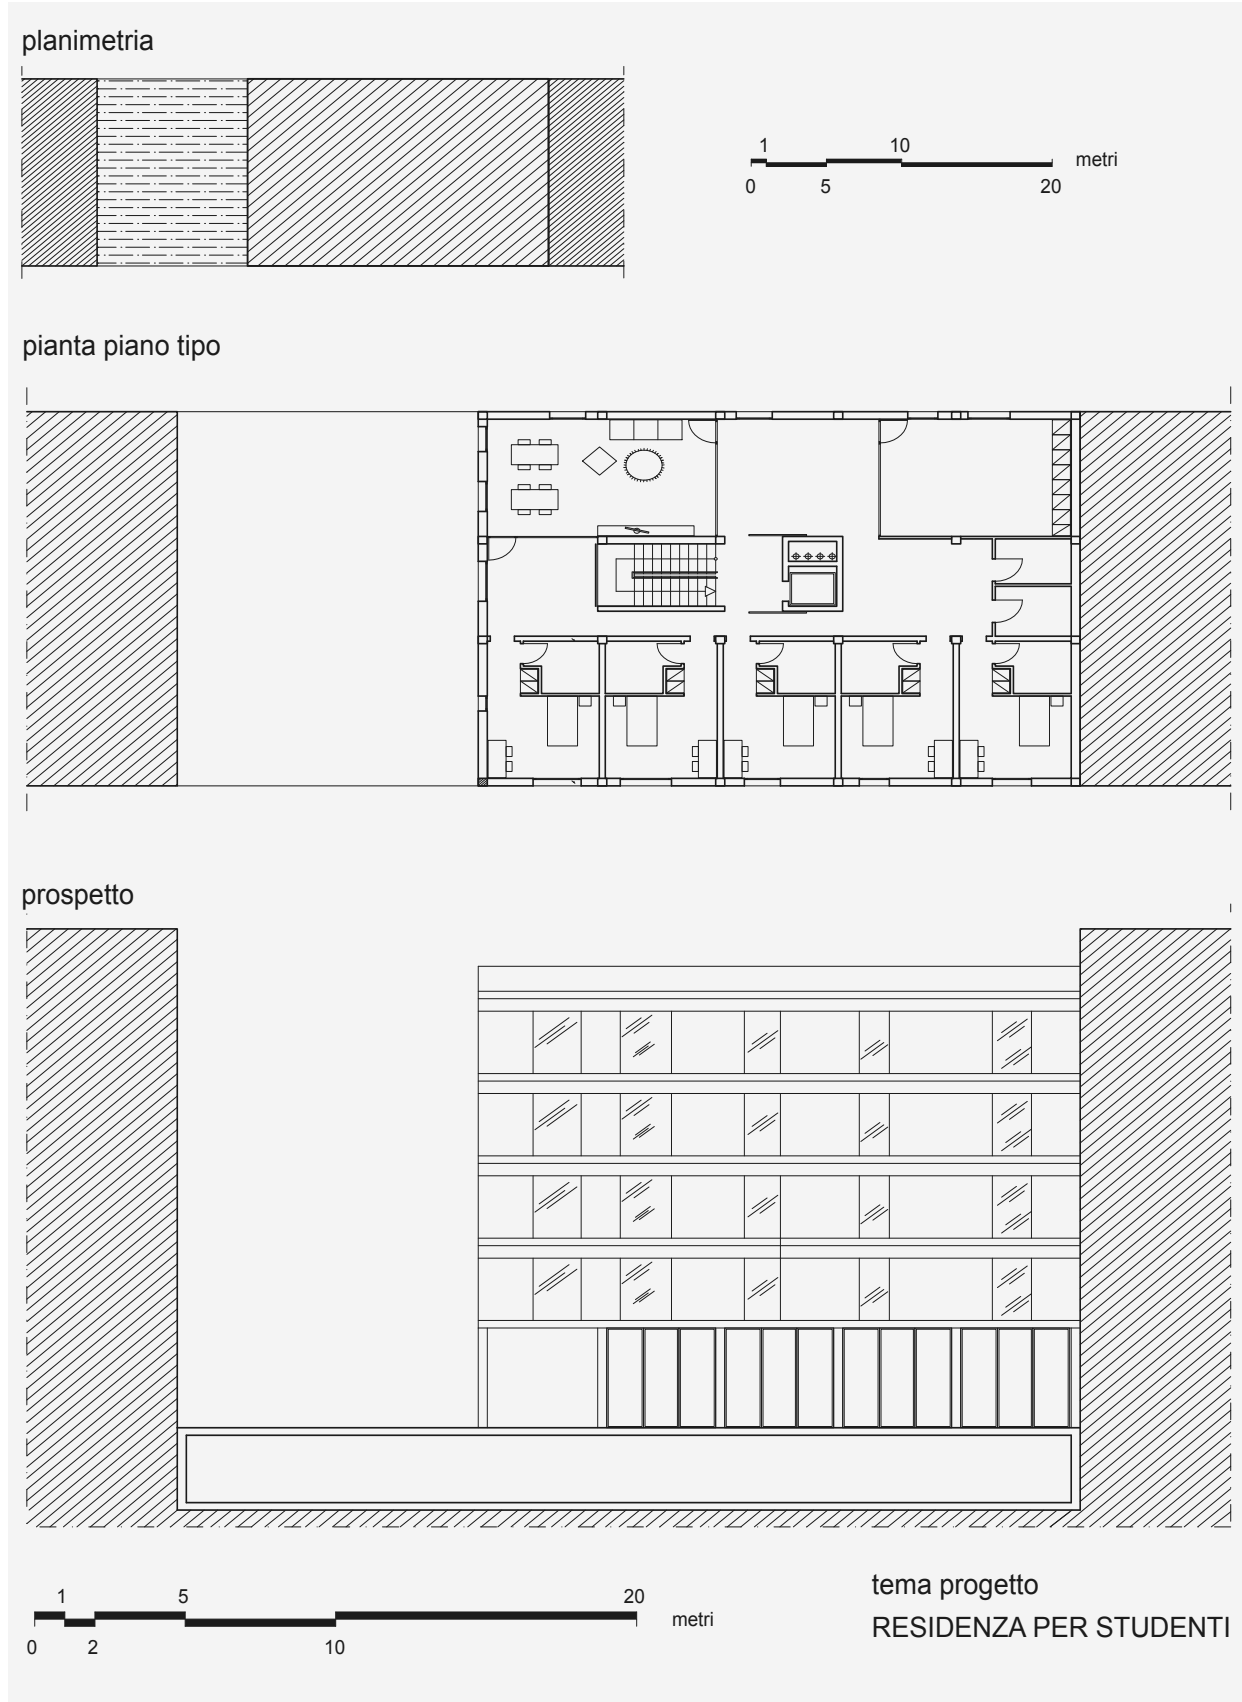 planimetria
1 10
metri
0 5 20
pianta piano tipo
prospetto
1 5 20
metri
0 2 10
tema progetto
RESIDENZA PER STUDENTI